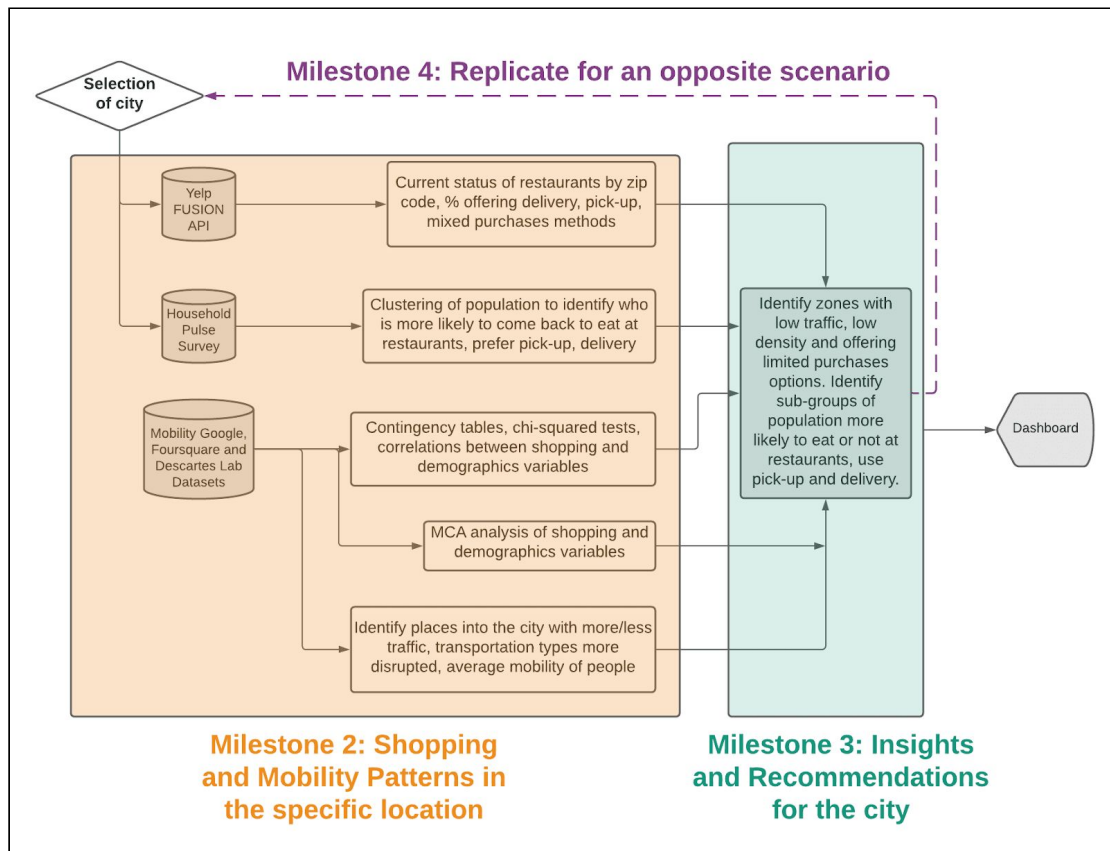 Milestone 4: Replicate for an opposite scenario
Selection
of city
Yelp
FUSION
API
Current status of restaurants by zip
code, % offering delivery, pick-up,
mixed purchases methods
Household
Pulse
Survey
Clustering of population to identify who
is more likely to come back to eat at
restaurants, prefer pick-up, delivery
Mobility Google,
Foursquare and
Descartes Lab
Datasets
Contingency tables, chi-squared tests,
correlations between shopping and
demographics variables
MCA analysis of shopping and
demographics variables
Identify places into the city with more/less
traffic, transportation types more
disrupted, average mobility of people
Identify zones with
low traffic, low
density and offering
limited purchases
options. Identify
sub-groups of
population more
likely to eat or not at
restaurants, use
pick-up and delivery.
Dashboard
Milestone 2: Shopping
and Mobility Patterns in
the specific location
Milestone 3: Insights
and Recommendations
for the city